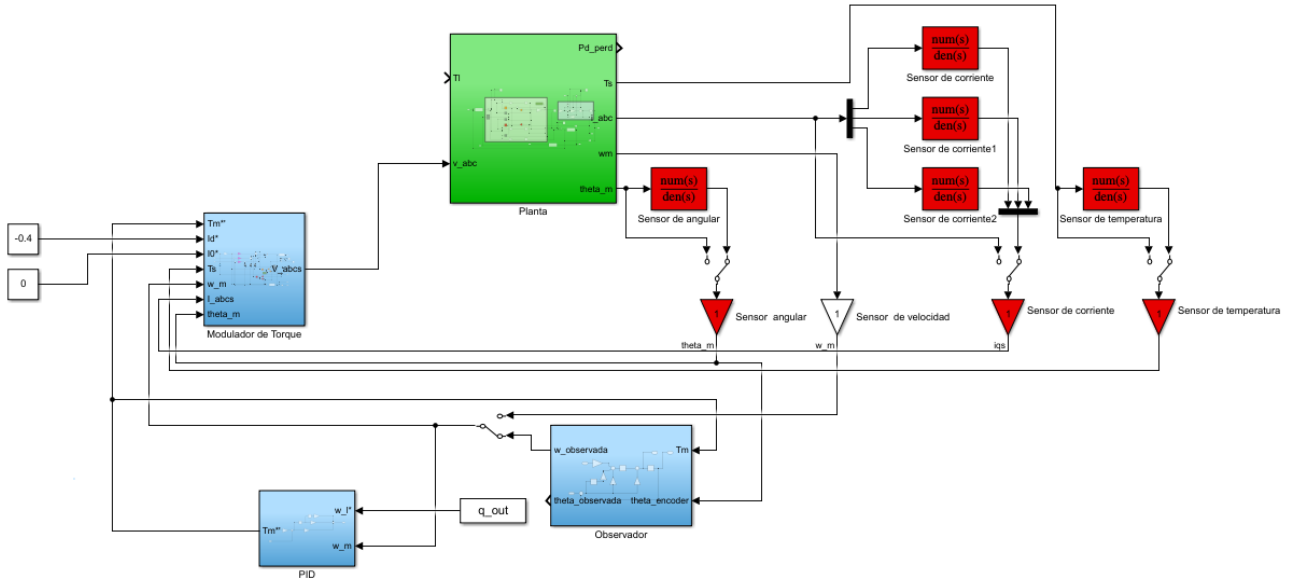 Pd_perd
Tl
Ts
i_abc
wm
v_abc
theta_m
Planta
num(s)
den(s)
Sensor de corriente
num(s)
den(s)
Sensor de corriente1
num(s)
den(s)
Sensor de corriente2
num(s)
den(s)
Sensor de angular
num(s)
den(s)
Sensor de temperatura
-0.4
0
Tm*'
Id*
I0*
Ts
w_m
I_abcs
theta_m
V_abcs
Modulador de Torque
1
Sensor angular
1
Sensor de velocidad
1
Sensor de corriente
1
Sensor de temperatura
theta_m
w_m
iqs
w_observada
Tm
theta_observada
theta_encoder
Observador
q_out
w_l*
Tm*'
w_m
PID